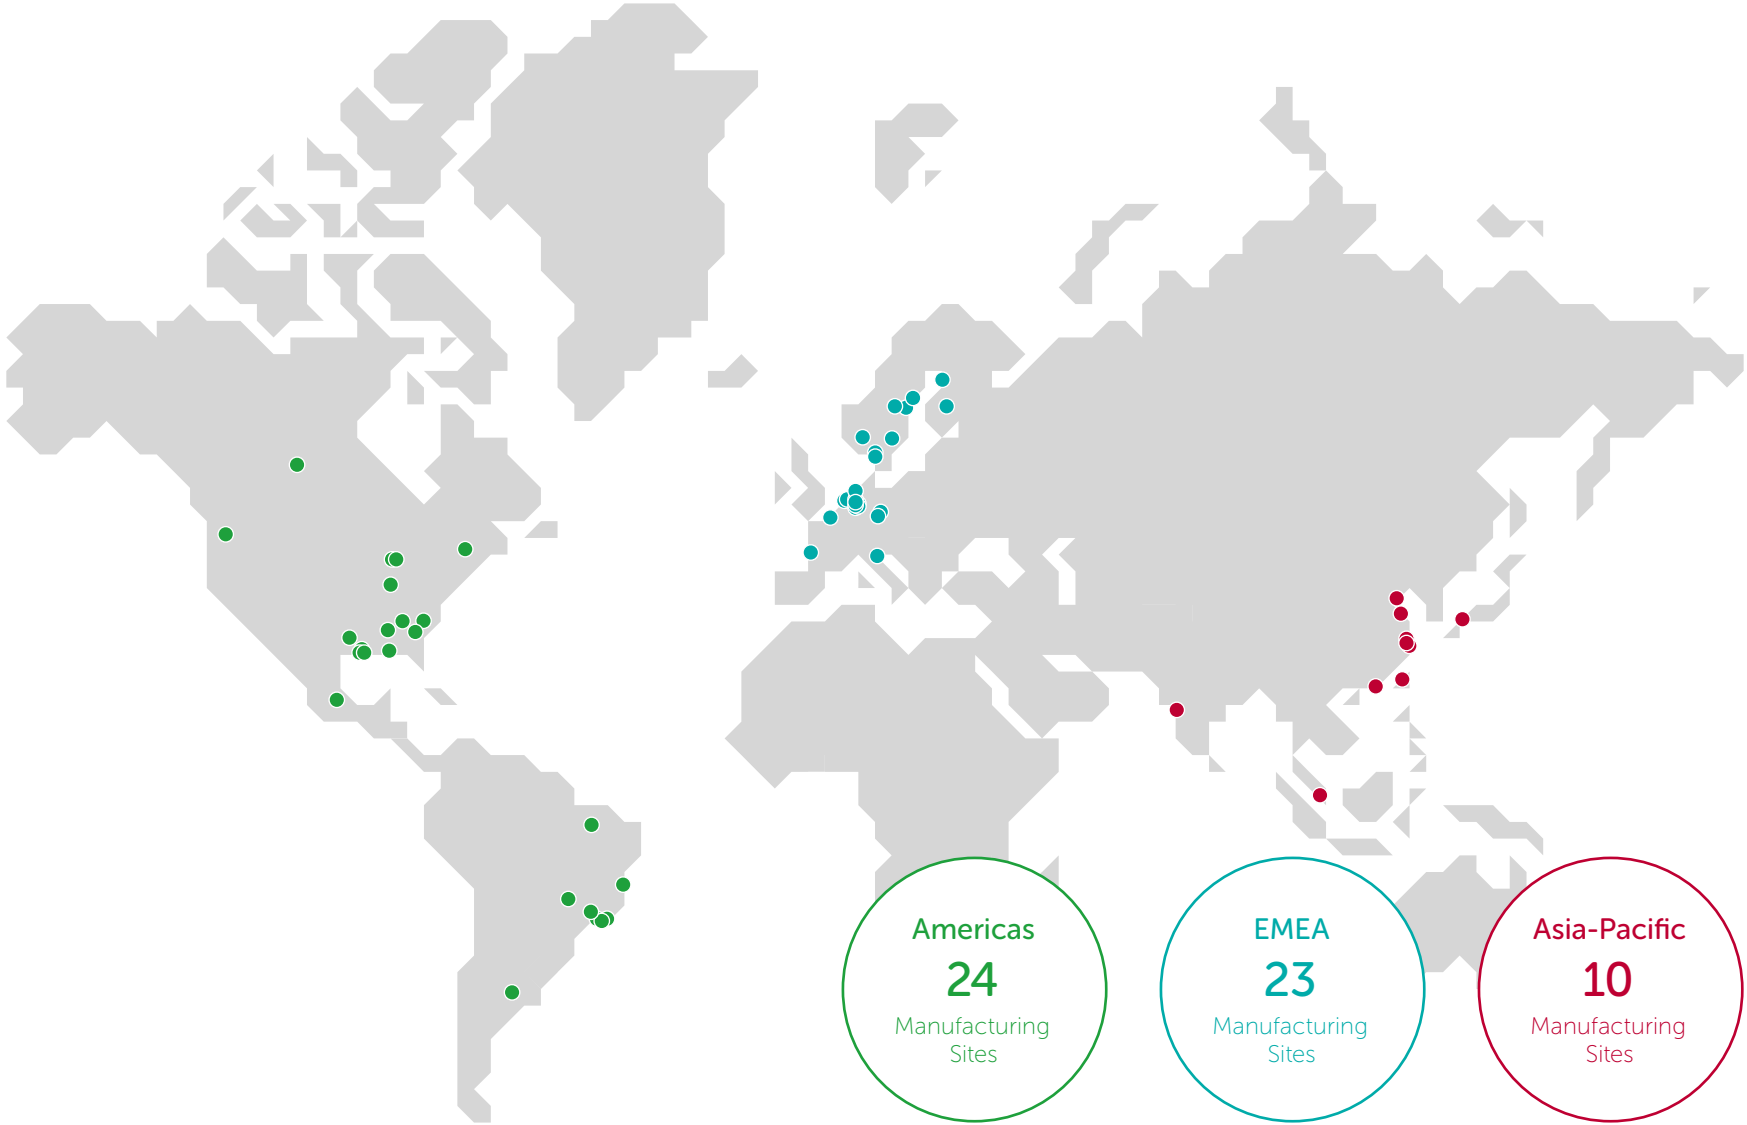 Americas
24
Manufacturing
Sites
EMEA
23
Manufacturing
Sites
Asia-Pacific
10
Manufacturing
Sites